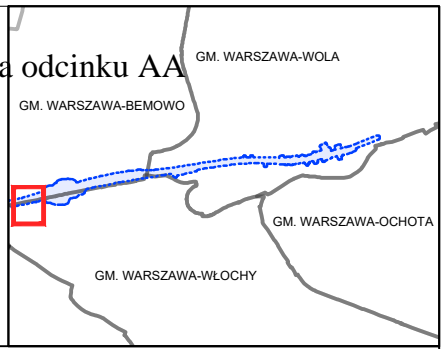 a odcinku AA
GM. WARSZAWA-WOLA
GM. WARSZAWA-BEMOWO
GM. WARSZAWA-OCHOTA
GM. WARSZAWA-WŁOCHY